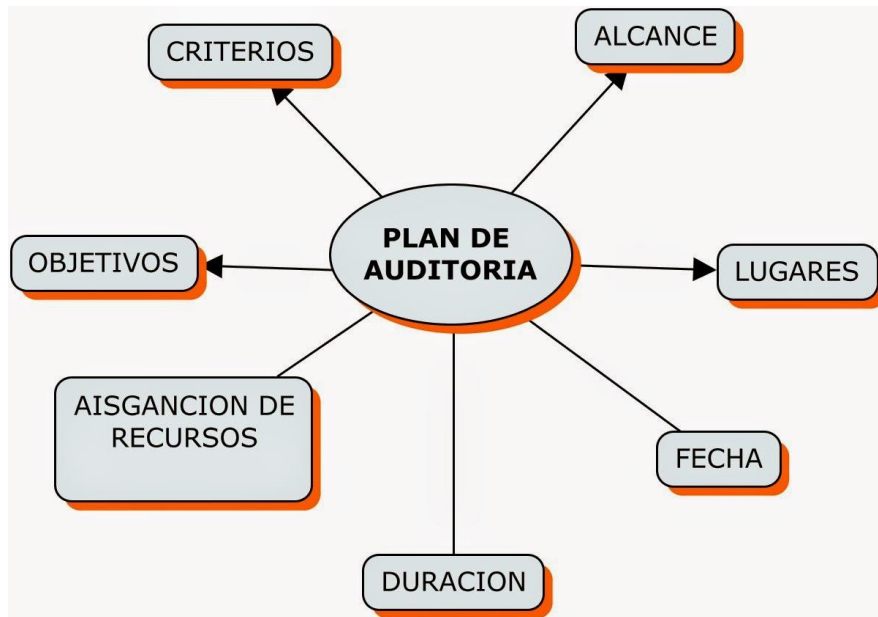 CRITERIOS
ALCANCE
PLAN DE
AUDITORIA
OBJETIVOS
LUGARES
AISGANCION DE
RECURSOS
FECHA
DURACION